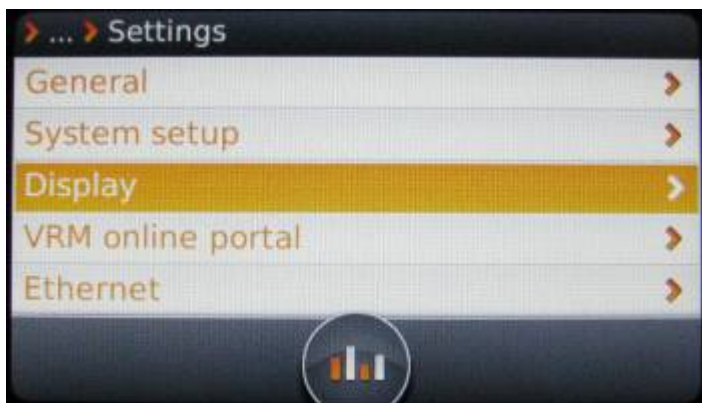 ... Settings
General
System setup
Display
VRM online portal
Ethernet